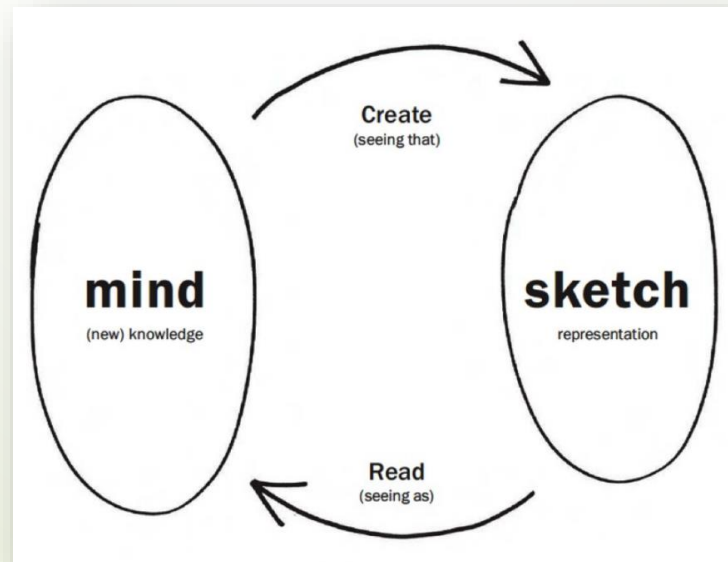 Create
(seeing that)
mind
(new) knowledge
sketch
representation
Read
(seeing as)